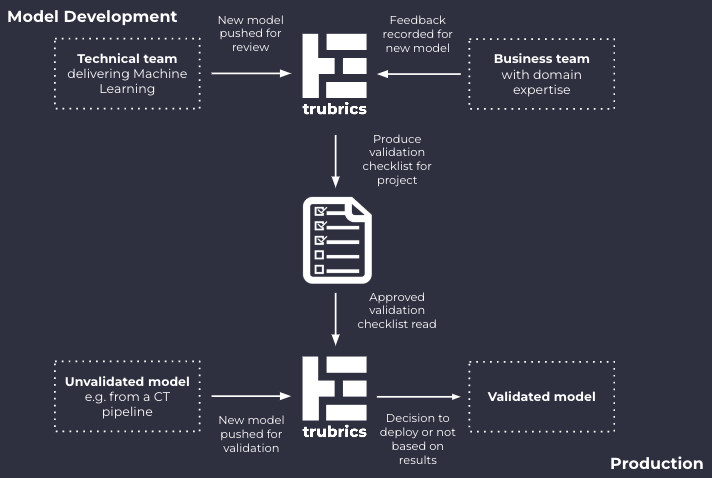 Model Development
New model
pushed for
review
Feedback
recorded for
new model
Technical team
delivering Machine
Learning
trubrics
Business team
with domain
expertise
Produce
validation
checklist for
project
Approved
validation
checklist read
Unvalidated model
e.g. from a CT
pipeline
New model
pushed for
validation
trubrics
Decision to
deploy or not
based on
results
Validated model
Production